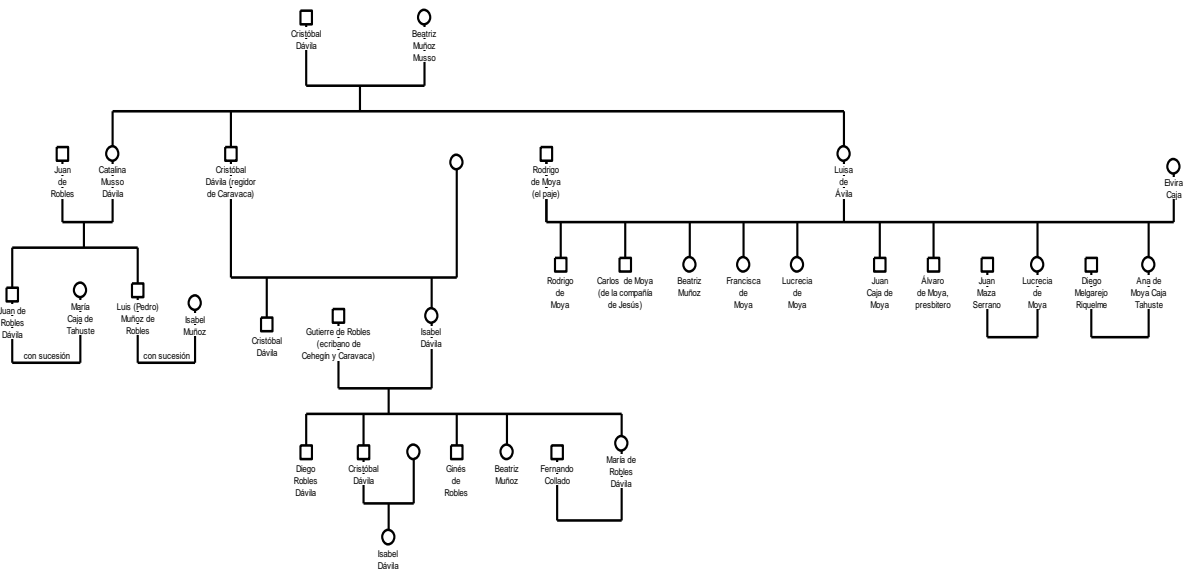 Cristóbal
Dávila
Beatriz
Muñoz
Musso
Juan
de
Robles
Catalina
Musso
Dávila
Cristóbal
Dávila (regidor
de Caravaca)
Rodrigo
de Moya
(el paje)
Luisa
de
Ávila
Elvira
Caja
Juan de
Robles
Dávila
María
Caja de
Tahuste
Luis (Pedro)
Muñoz de
Robles
Isabel
Muñoz
con sucesión
con sucesión
Cristóbal
Dávila
Gutierre de Robles
(ecribano de
Cehegín y Caravaca)
Isabel
Dávila
Rodrigo
de
Moya
Carlos de Moya
(de la compañía
de Jesús)
Beatriz
Muñoz
Francisca
de
Moya
Lucrecia
de
Moya
Juan
Caja de
Moya
Álvaro
de Moya,
presbitero
Juan
Maza
Serrano
Lucrecia
de
Moya
Diego
Melgarejo
Riquelme
Ana de
Moya Caja
Tahuste
Diego
Robles
Dávila
Cristóbal
Dávila
Ginés
de
Robles
Beatriz
Muñoz
Fernando
Collado
María de
Robles
Dávila
Isabel
Dávila